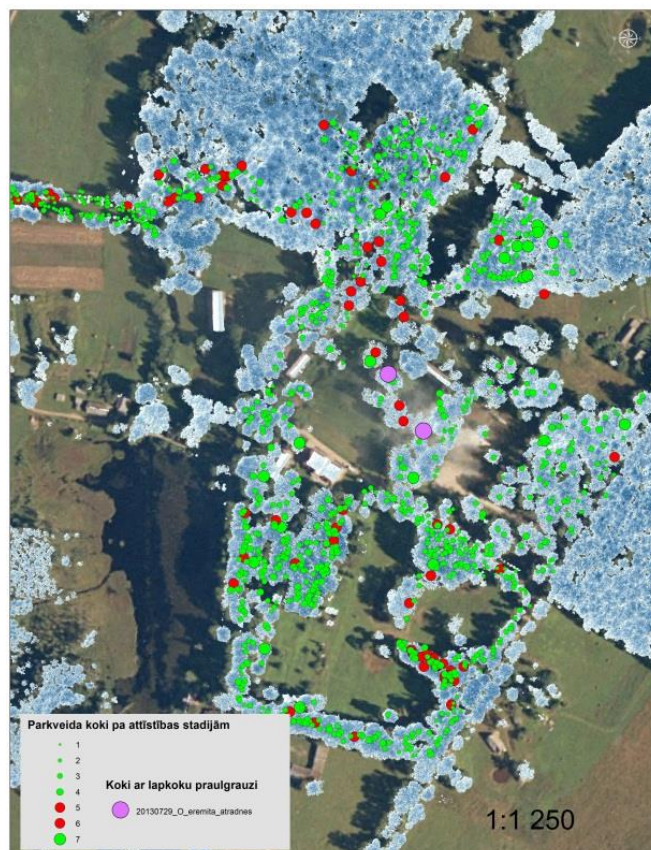 Parkveida koki pa attīstības stadijām
1
2
3
4
5
6
7
Koki ar lapkoku praulgrauzi
20130729_O_eremita_atradnes
1:1 250